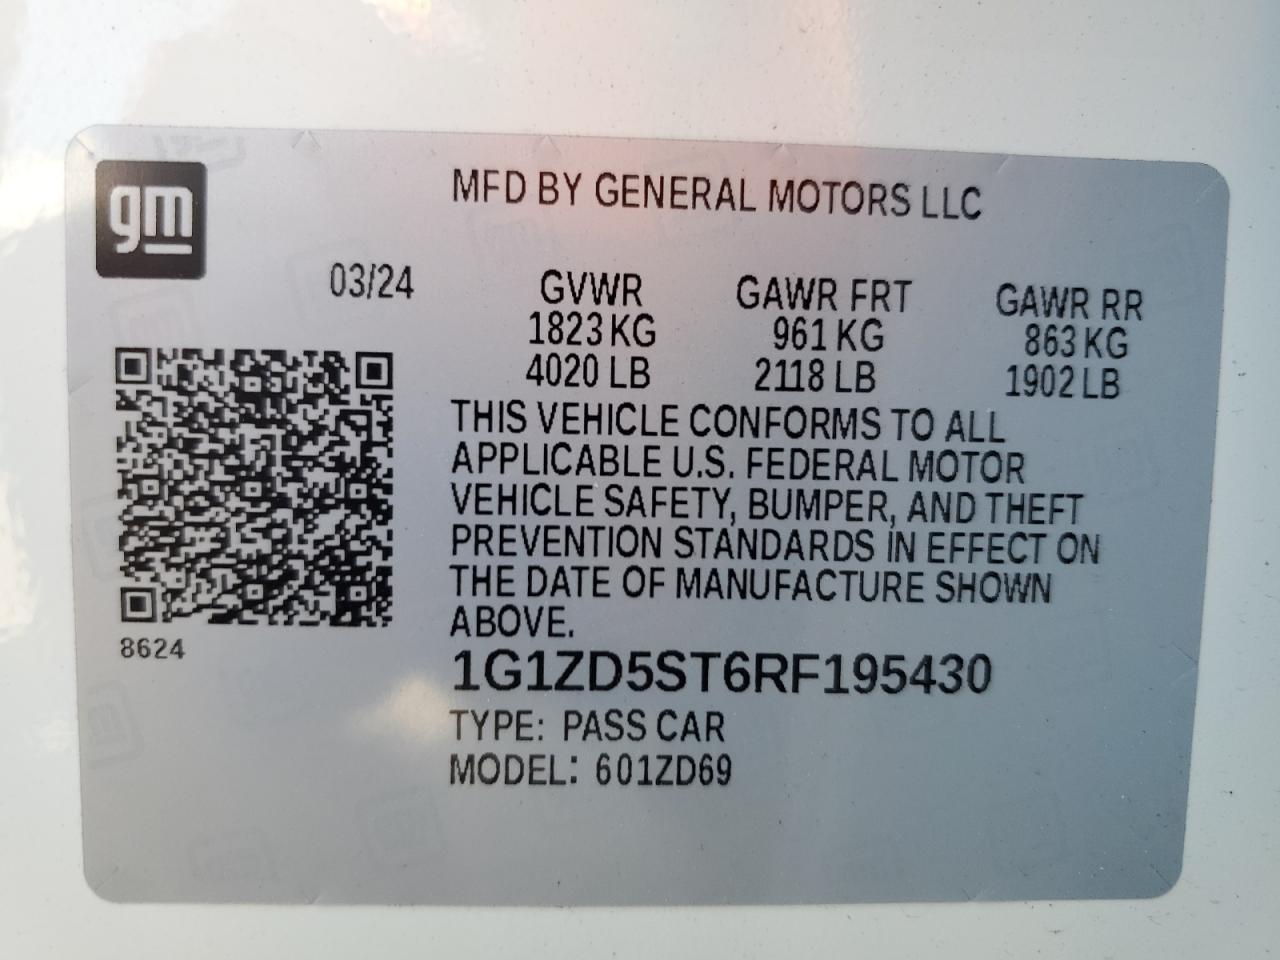 gm
MFD BY GENERAL MOTORS LLC
03/24 GVWR GAWR FRT GAWR RR
1823 KG 961 KG 863 KG
4020 LB 2118 LB 1902 LB
THIS VEHICLE CONFORMS TO ALL
APPLICABLE U.S. FEDERAL MOTOR
VEHICLE SAFETY, BUMPER, AND THEFT
PREVENTION STANDARDS IN EFFECT ON
THE DATE OF MANUFACTURE SHOWN
ABOVE.
8624
1G1ZD5ST6RF195430
TYPE: PASS CAR
MODEL: 601ZD69